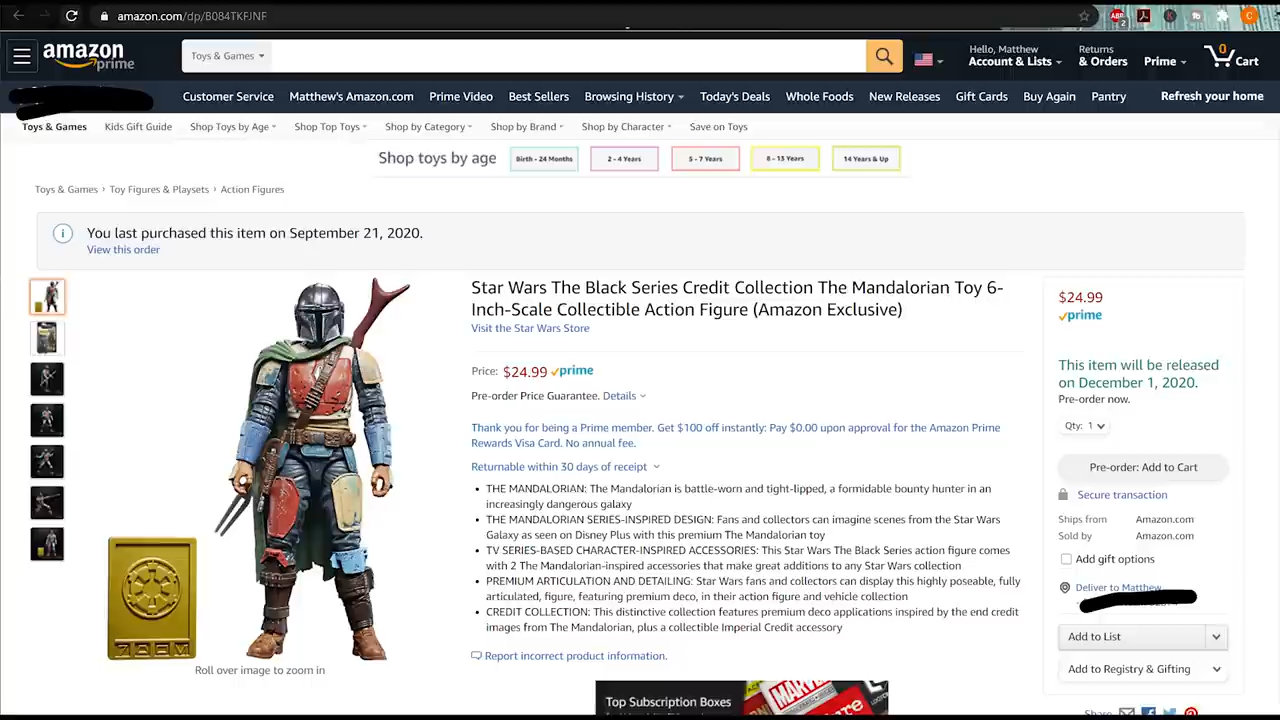 amazon.com/dp/B084TKFJNF
ABP
2
C
amazon
prime
Toys & Games
Hello, Matthew
Account & Lists
Returns
& Orders
Prime
0
Cart
Customer Service
Matthew's Amazon.com
Prime Video
Best Sellers
Browsing History
Today's Deals
Whole Foods
New Releases
Gift Cards
Buy Again
Pantry
Refresh your home
Toys & Games
Kids Gift Guide
Shop Toys by Age
Shop Top Toys
Shop by Category
Shop by Brand
Shop by Character
Save on Toys
Shop toys by age
Birth - 24 Months
2 - 4 Years
5 - 7 Years
8 - 13 Years
14 Years & Up
Toys & Games › Toy Figures & Playsets › Action Figures
You last purchased this item on September 21, 2020.
View this order
Star Wars The Black Series Credit Collection The Mandalorian Toy 6-
Inch-Scale Collectible Action Figure (Amazon Exclusive)
Visit the Star Wars Store
Price: $24.99 prime
Pre-order Price Guarantee. Details
Thank you for being a Prime member. Get $100 off instantly: Pay $0.00 upon approval for the Amazon Prime
Rewards Visa Card. No annual fee.
Returnable within 30 days of receipt
• THE MANDALORIAN: The Mandalorian is battle-worn and tight-lipped, a formidable bounty hunter in an
increasingly dangerous galaxy
• THE MANDALORIAN SERIES-INSPIRED DESIGN: Fans and collectors can imagine scenes from the Star Wars
Galaxy as seen on Disney Plus with this premium The Mandalorian toy
• TV SERIES-BASED CHARACTER-INSPIRED ACCESSORIES: This Star Wars The Black Series action figure comes
with 2 The Mandalorian-inspired accessories that make great additions to any Star Wars collection
• PREMIUM ARTICULATION AND DETAILING: Star Wars fans and collectors can display this highly poseable, fully
articulated, figure, featuring premium deco, in their action figure and vehicle collection
• CREDIT COLLECTION: This distinctive collection features premium deco applications inspired by the end credit
images from The Mandalorian, plus a collectible Imperial Credit accessory
Report incorrect product information.
Roll over image to zoom in
Top Subscription Boxes
MARVEL
$24.99
prime
This item will be released
on December 1, 2020.
Pre-order now.
Qty: 1
Pre-order: Add to Cart
Secure transaction
Ships from Amazon.com
Sold by Amazon.com
Add gift options
Deliver to Matthew
Add to List
Add to Registry & Gifting
Share